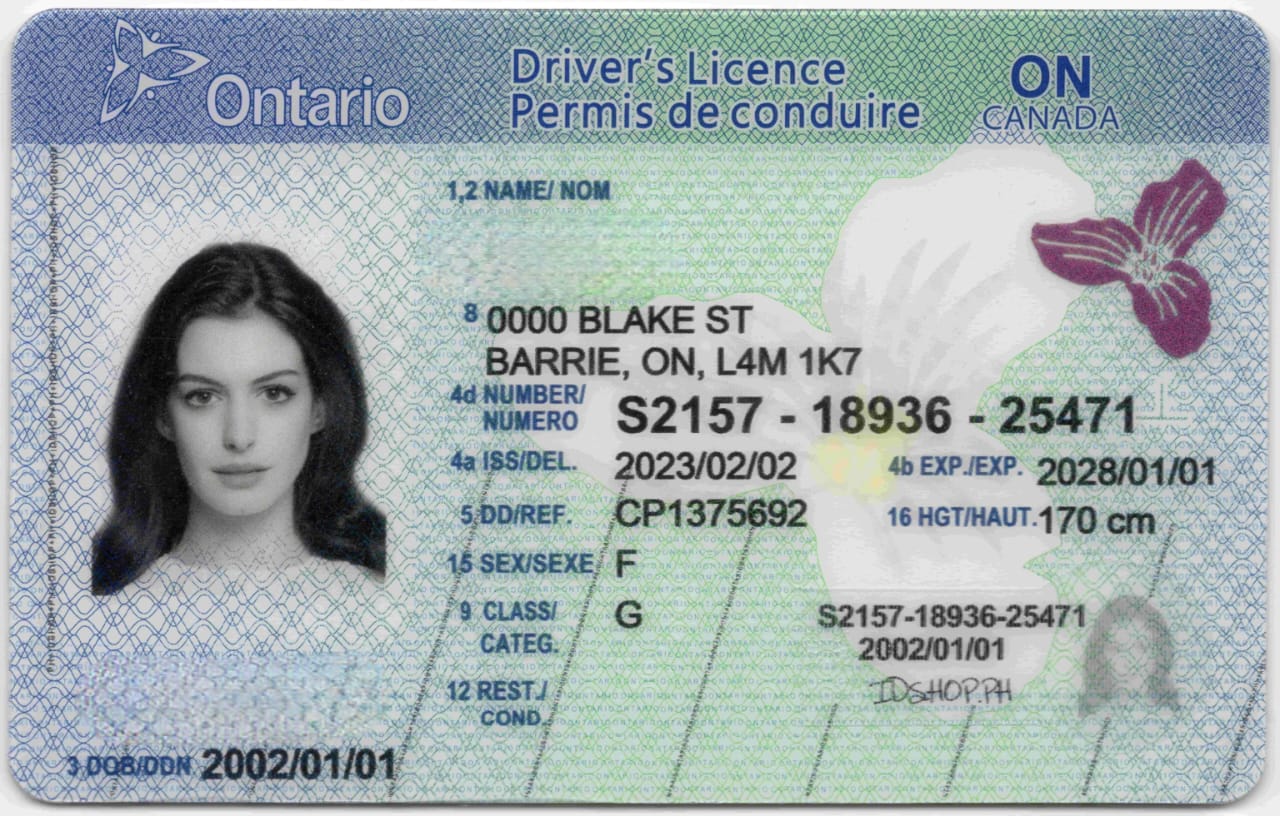 Ontario
Driver's Licence
Permis de conduire
ON
CANADA
1,2 NAME/ NOM
8 0000 BLAKE ST
BARRIE, ON, L4M 1K7
4d NUMBER/
NUMERO S2157 - 18936 - 25471
4a ISS/DEL. 2023/02/02 4b EXP./EXP. 2028/01/01
5 DD/REF. CP1375692 16 HGT/HAUT. 170 cm
15 SEX/SEXE F
9 CLASS/ G
CATEG.
S2157-18936-25471
2002/01/01
IDSHOP.PH
12 REST./
COND.
3 DOB/DDN 2002/01/01